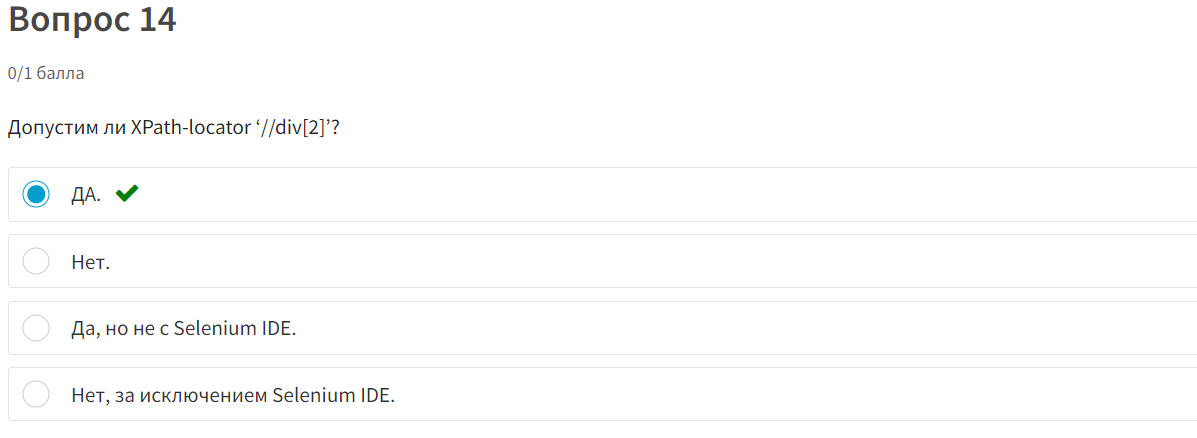 Вопрос 14
0/1 балла
Допустим ли XPath-locator ‘//div[2]’?
ДА.
Нет.
Да, но не с Selenium IDE.
Нет, за исключением Selenium IDE.